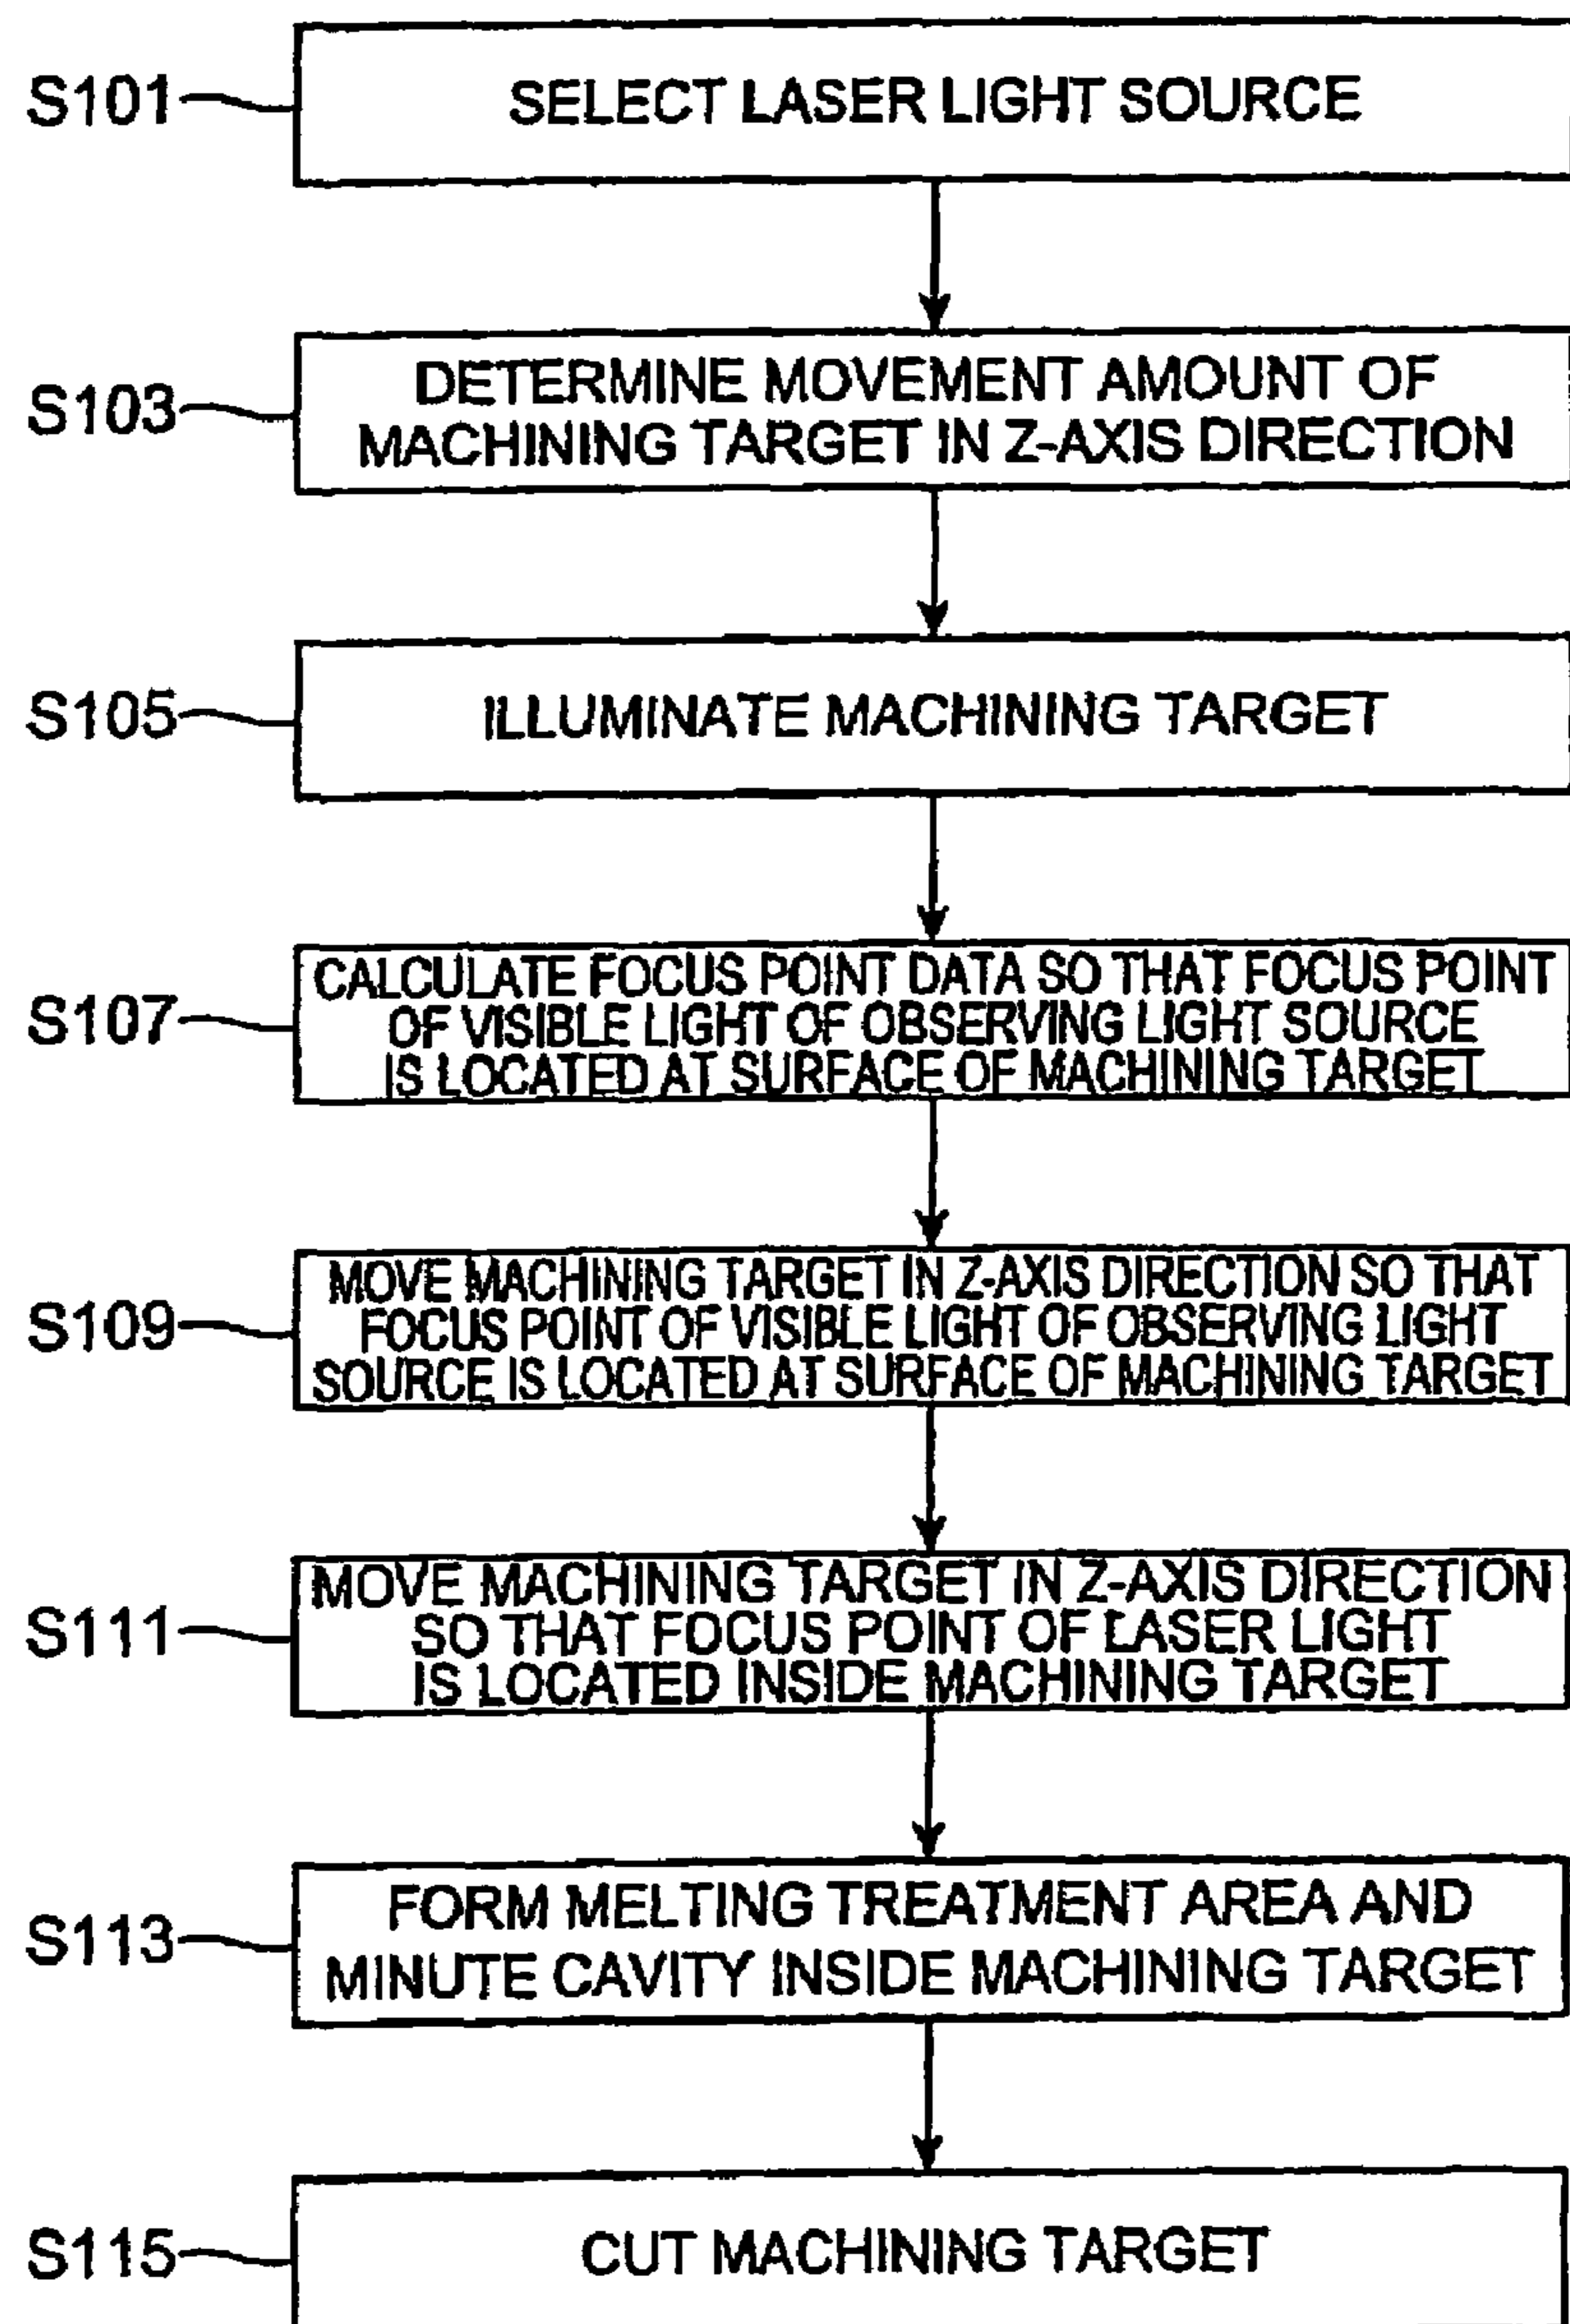 S101
SELECT LASER LIGHT SOURCE
S103
DETERMINE MOVEMENT AMOUNT OF
MACHINING TARGET IN Z-AXIS DIRECTION
S105
ILLUMINATE MACHINING TARGET
S107
CALCULATE FOCUS POINT DATA SO THAT FOCUS POINT
OF VISIBLE LIGHT OF OBSERVING LIGHT SOURCE
IS LOCATED AT SURFACE OF MACHINING TARGET
S109
MOVE MACHINING TARGET IN Z-AXIS DIRECTION SO THAT
FOCUS POINT OF VISIBLE LIGHT OF OBSERVING LIGHT
SOURCE IS LOCATED AT SURFACE OF MACHINING TARGET
S111
MOVE MACHINING TARGET IN Z-AXIS DIRECTION
SO THAT FOCUS POINT OF LASER LIGHT
IS LOCATED INSIDE MACHINING TARGET
S113
FORM MELTING TREATMENT AREA AND
MINUTE CAVITY INSIDE MACHINING TARGET
S115
CUT MACHINING TARGET